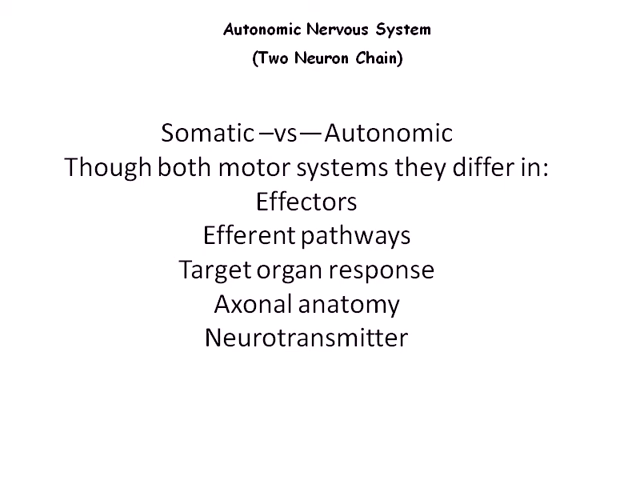 Autonomic Nervous System
(Two Neuron Chain)
Somatic –vs—Autonomic
Though both motor systems they differ in:
Effectors
Efferent pathways
Target organ response
Axonal anatomy
Neurotransmitter